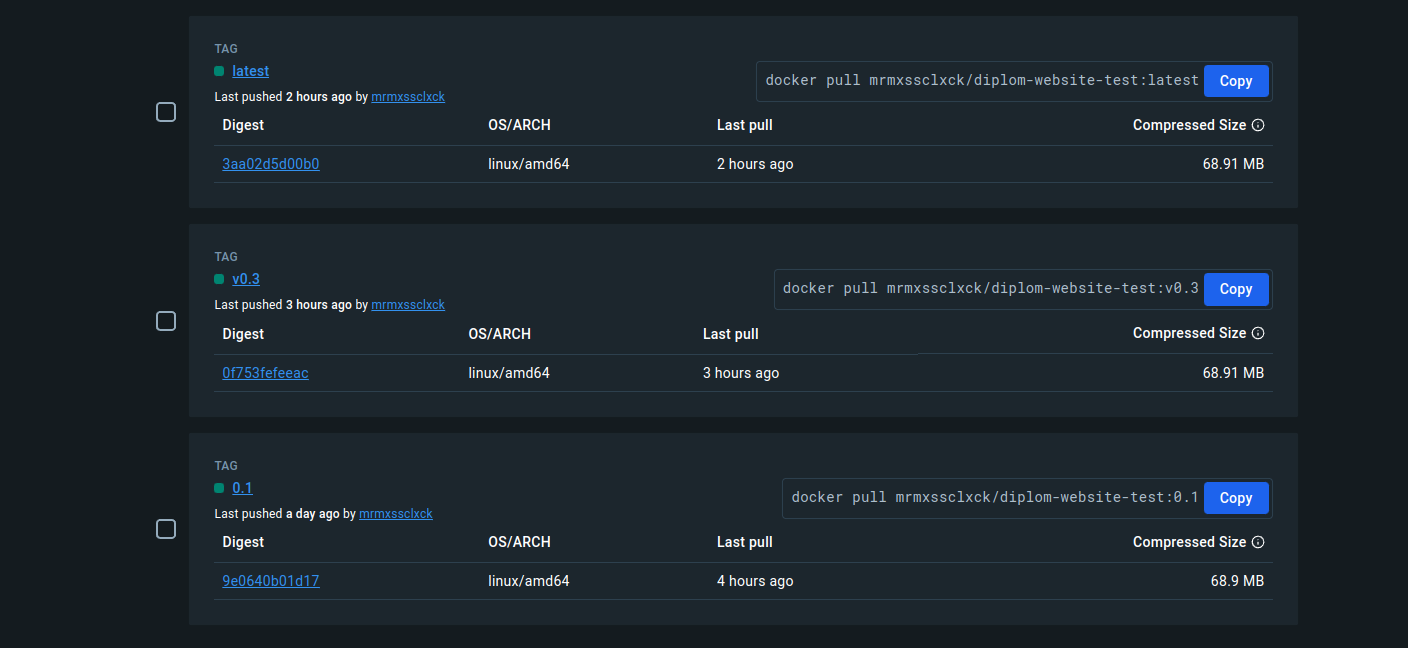 TAG
latest
docker pull mrmxssclxck/diplom-website-test:latest Copy
Last pushed 2 hours ago by mrmxssclxck
Digest OS/ARCH Last pull Compressed Size
3aa02d5d00b0 linux/amd64 2 hours ago 68.91 MB
TAG
v0.3
docker pull mrmxssclxck/diplom-website-test:v0.3 Copy
Last pushed 3 hours ago by mrmxssclxck
Digest OS/ARCH Last pull Compressed Size
0f753fefeeac linux/amd64 3 hours ago 68.91 MB
TAG
0.1
docker pull mrmxssclxck/diplom-website-test:0.1 Copy
Last pushed a day ago by mrmxssclxck
Digest OS/ARCH Last pull Compressed Size
9e0640b01d17 linux/amd64 4 hours ago 68.9 MB